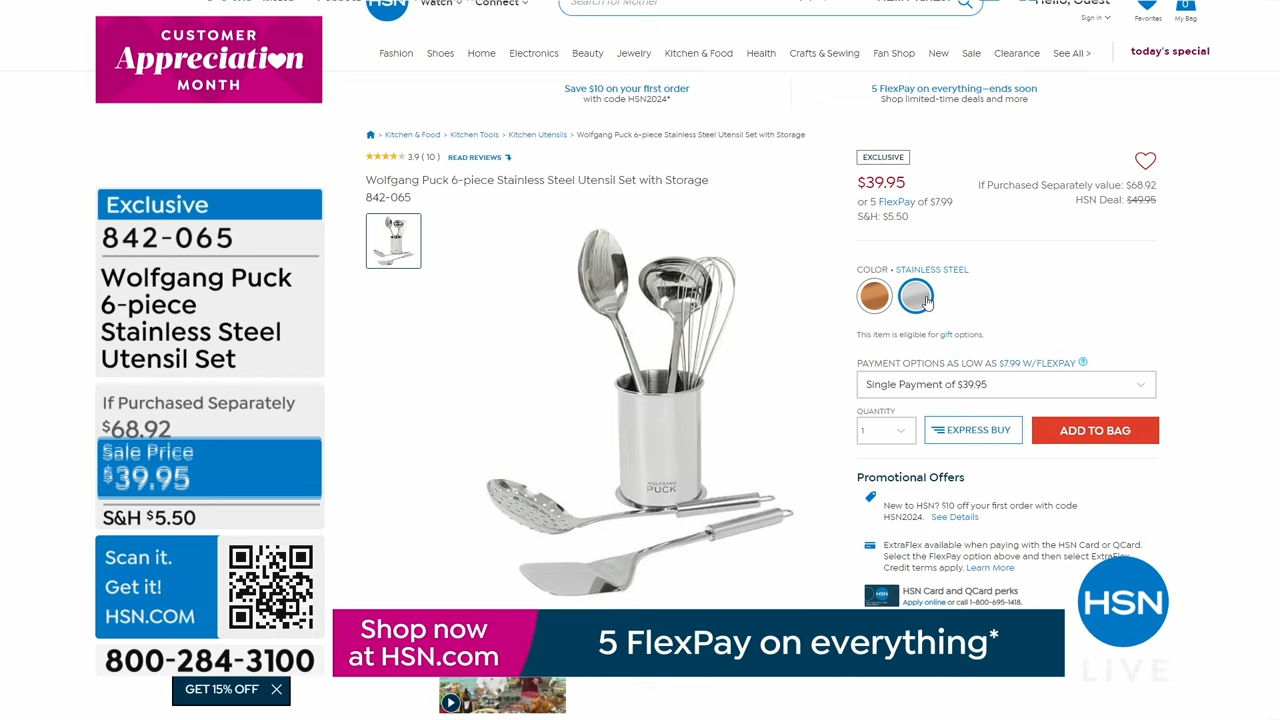 HSN
Watch
Connect
Search for Mother
Hello, Guest
Sign In
Favorites
0
My Bag
CUSTOMER
Appreciation
MONTH
Fashion Shoes Home Electronics Beauty Jewelry Kitchen & Food Health Crafts & Sewing Fan Shop New Sale Clearance See All > today's special
Save $10 on your first order
with code HSN2024*
5 FlexPay on everything—ends soon
Shop limited-time deals and more
> Kitchen & Food > Kitchen Tools > Kitchen Utensils > Wolfgang Puck 6-piece Stainless Steel Utensil Set with Storage
3.9 ( 10 ) READ REVIEWS
Wolfgang Puck 6-piece Stainless Steel Utensil Set with Storage
842-065
WOLFGANG
PUCK
EXCLUSIVE
$39.95
or 5 FlexPay of $7.99
S&H: $5.50
If Purchased Separately value: $68.92
HSN Deal: $49.95
COLOR • STAINLESS STEEL
This item is eligible for gift options.
PAYMENT OPTIONS AS LOW AS $7.99 W/FLEXPAY ?
Single Payment of $39.95
QUANTITY
1
EXPRESS BUY
ADD TO BAG
Promotional Offers
New to HSN? $10 off your first order with code
HSN2024. See Details
ExtraFlex available when paying with the HSN Card or QCard.
Select the FlexPay option above and then select ExtraFlex.
Credit terms apply. Learn More
HSN
HSN Card and QCard perks
Apply online or call 1-800-695-1418.
Exclusive
842-065
Wolfgang Puck
6-piece
Stainless Steel
Utensil Set
If Purchased Separately
$68.92
Sale Price
$39.95
S&H $5.50
Scan it.
Get it!
HSN.COM
800-284-3100
GET 15% OFF
Shop now
at HSN.com
5 FlexPay on everything*
HSN
LIVE